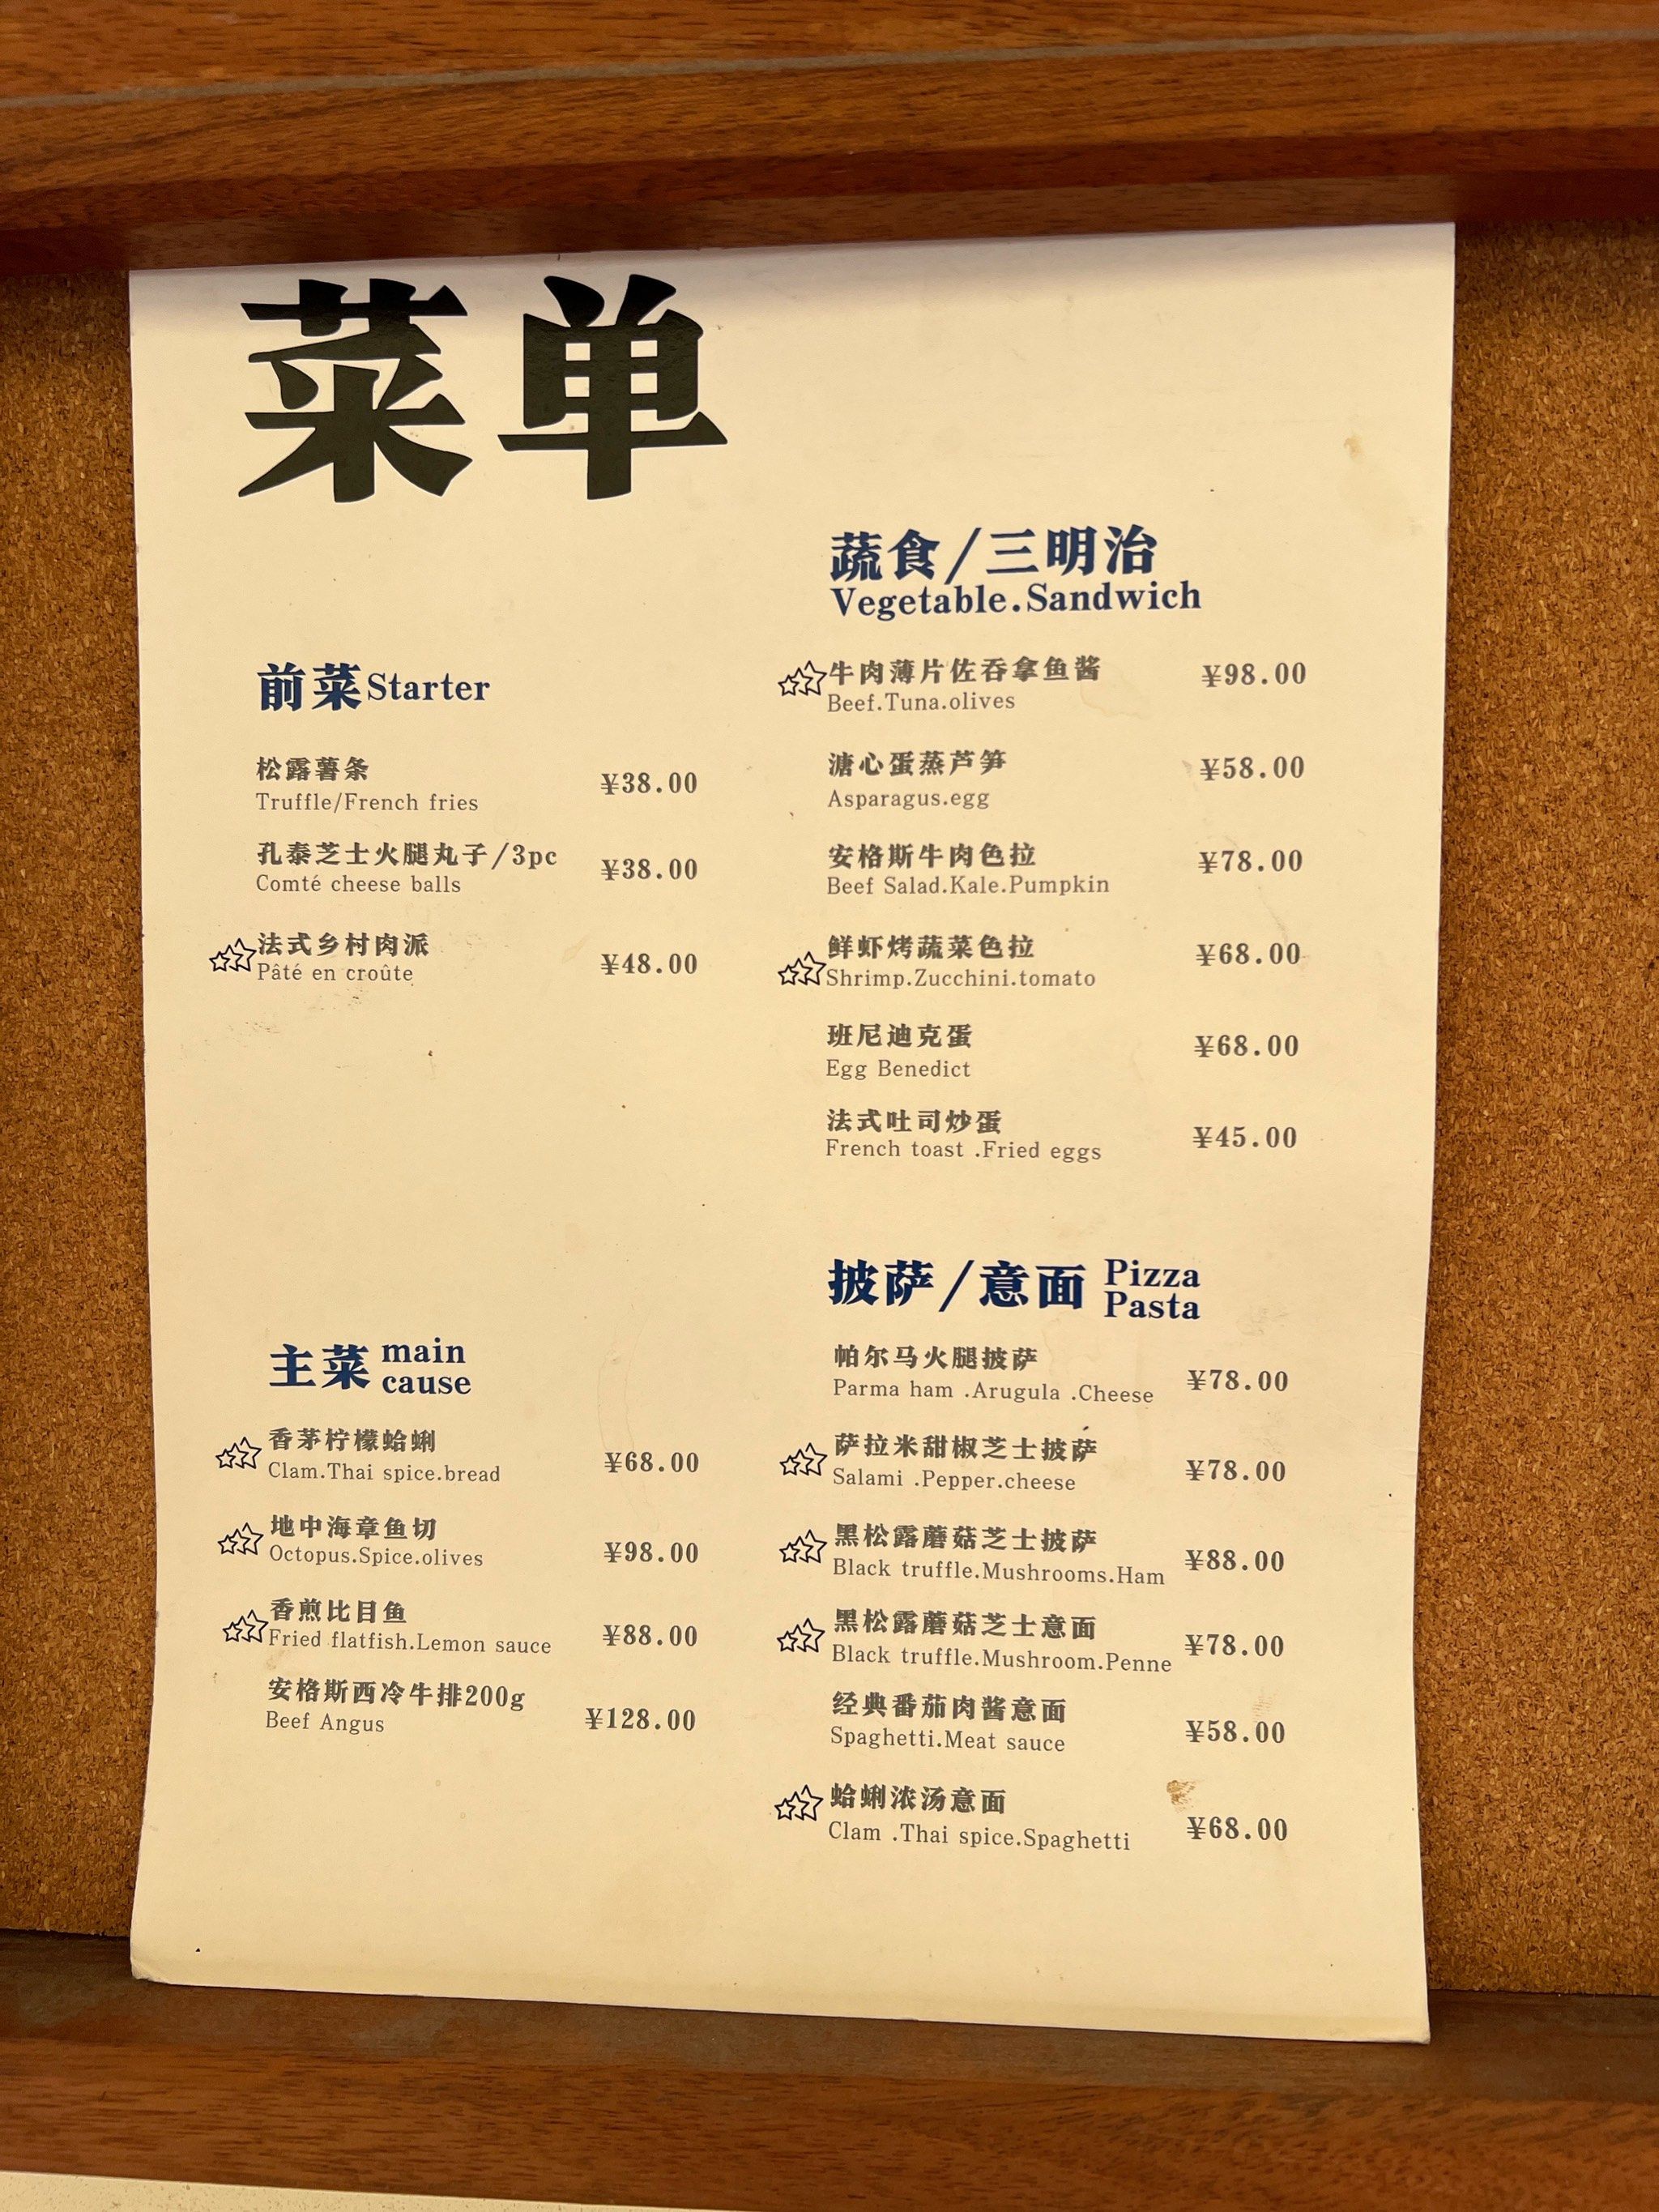 菜单
前菜Starter
松露薯条
Truffle/French fries
¥38.00
孔泰芝士火腿丸子/3pc
Comté cheese balls
¥38.00
法式乡村肉派
Pâté en croûte
¥48.00
主菜 main
cause
香茅柠檬蛤蜊
Clam.Thai spice.bread
¥68.00
地中海章鱼切
Octopus.Spice.olives
¥98.00
香煎比目鱼
Fried flatfish.Lemon sauce
¥88.00
安格斯西冷牛排200g
Beef Angus
¥128.00
蔬食/三明治
Vegetable.Sandwich
牛肉薄片佐吞拿鱼酱
Beef.Tuna.olives
¥98.00
溏心蛋蒸芦笋
Asparagus.egg
¥58.00
安格斯牛肉色拉
Beef Salad.Kale.Pumpkin
¥78.00
鲜虾烤蔬菜色拉
Shrimp.Zucchini.tomato
¥68.00
班尼迪克蛋
Egg Benedict
¥68.00
法式吐司炒蛋
French toast .Fried eggs
¥45.00
披萨/意面 Pizza
Pasta
帕尔马火腿披萨
Parma ham .Arugula .Cheese
¥78.00
萨拉米甜椒芝士披萨
Salami .Pepper.cheese
¥78.00
黑松露蘑菇芝士披萨
Black truffle.Mushrooms.Ham
¥88.00
黑松露蘑菇芝士意面
Black truffle.Mushroom.Penne
¥78.00
经典番茄肉酱意面
Spaghetti.Meat sauce
¥58.00
蛤蜊浓汤意面
Clam .Thai spice.Spaghetti
¥68.00